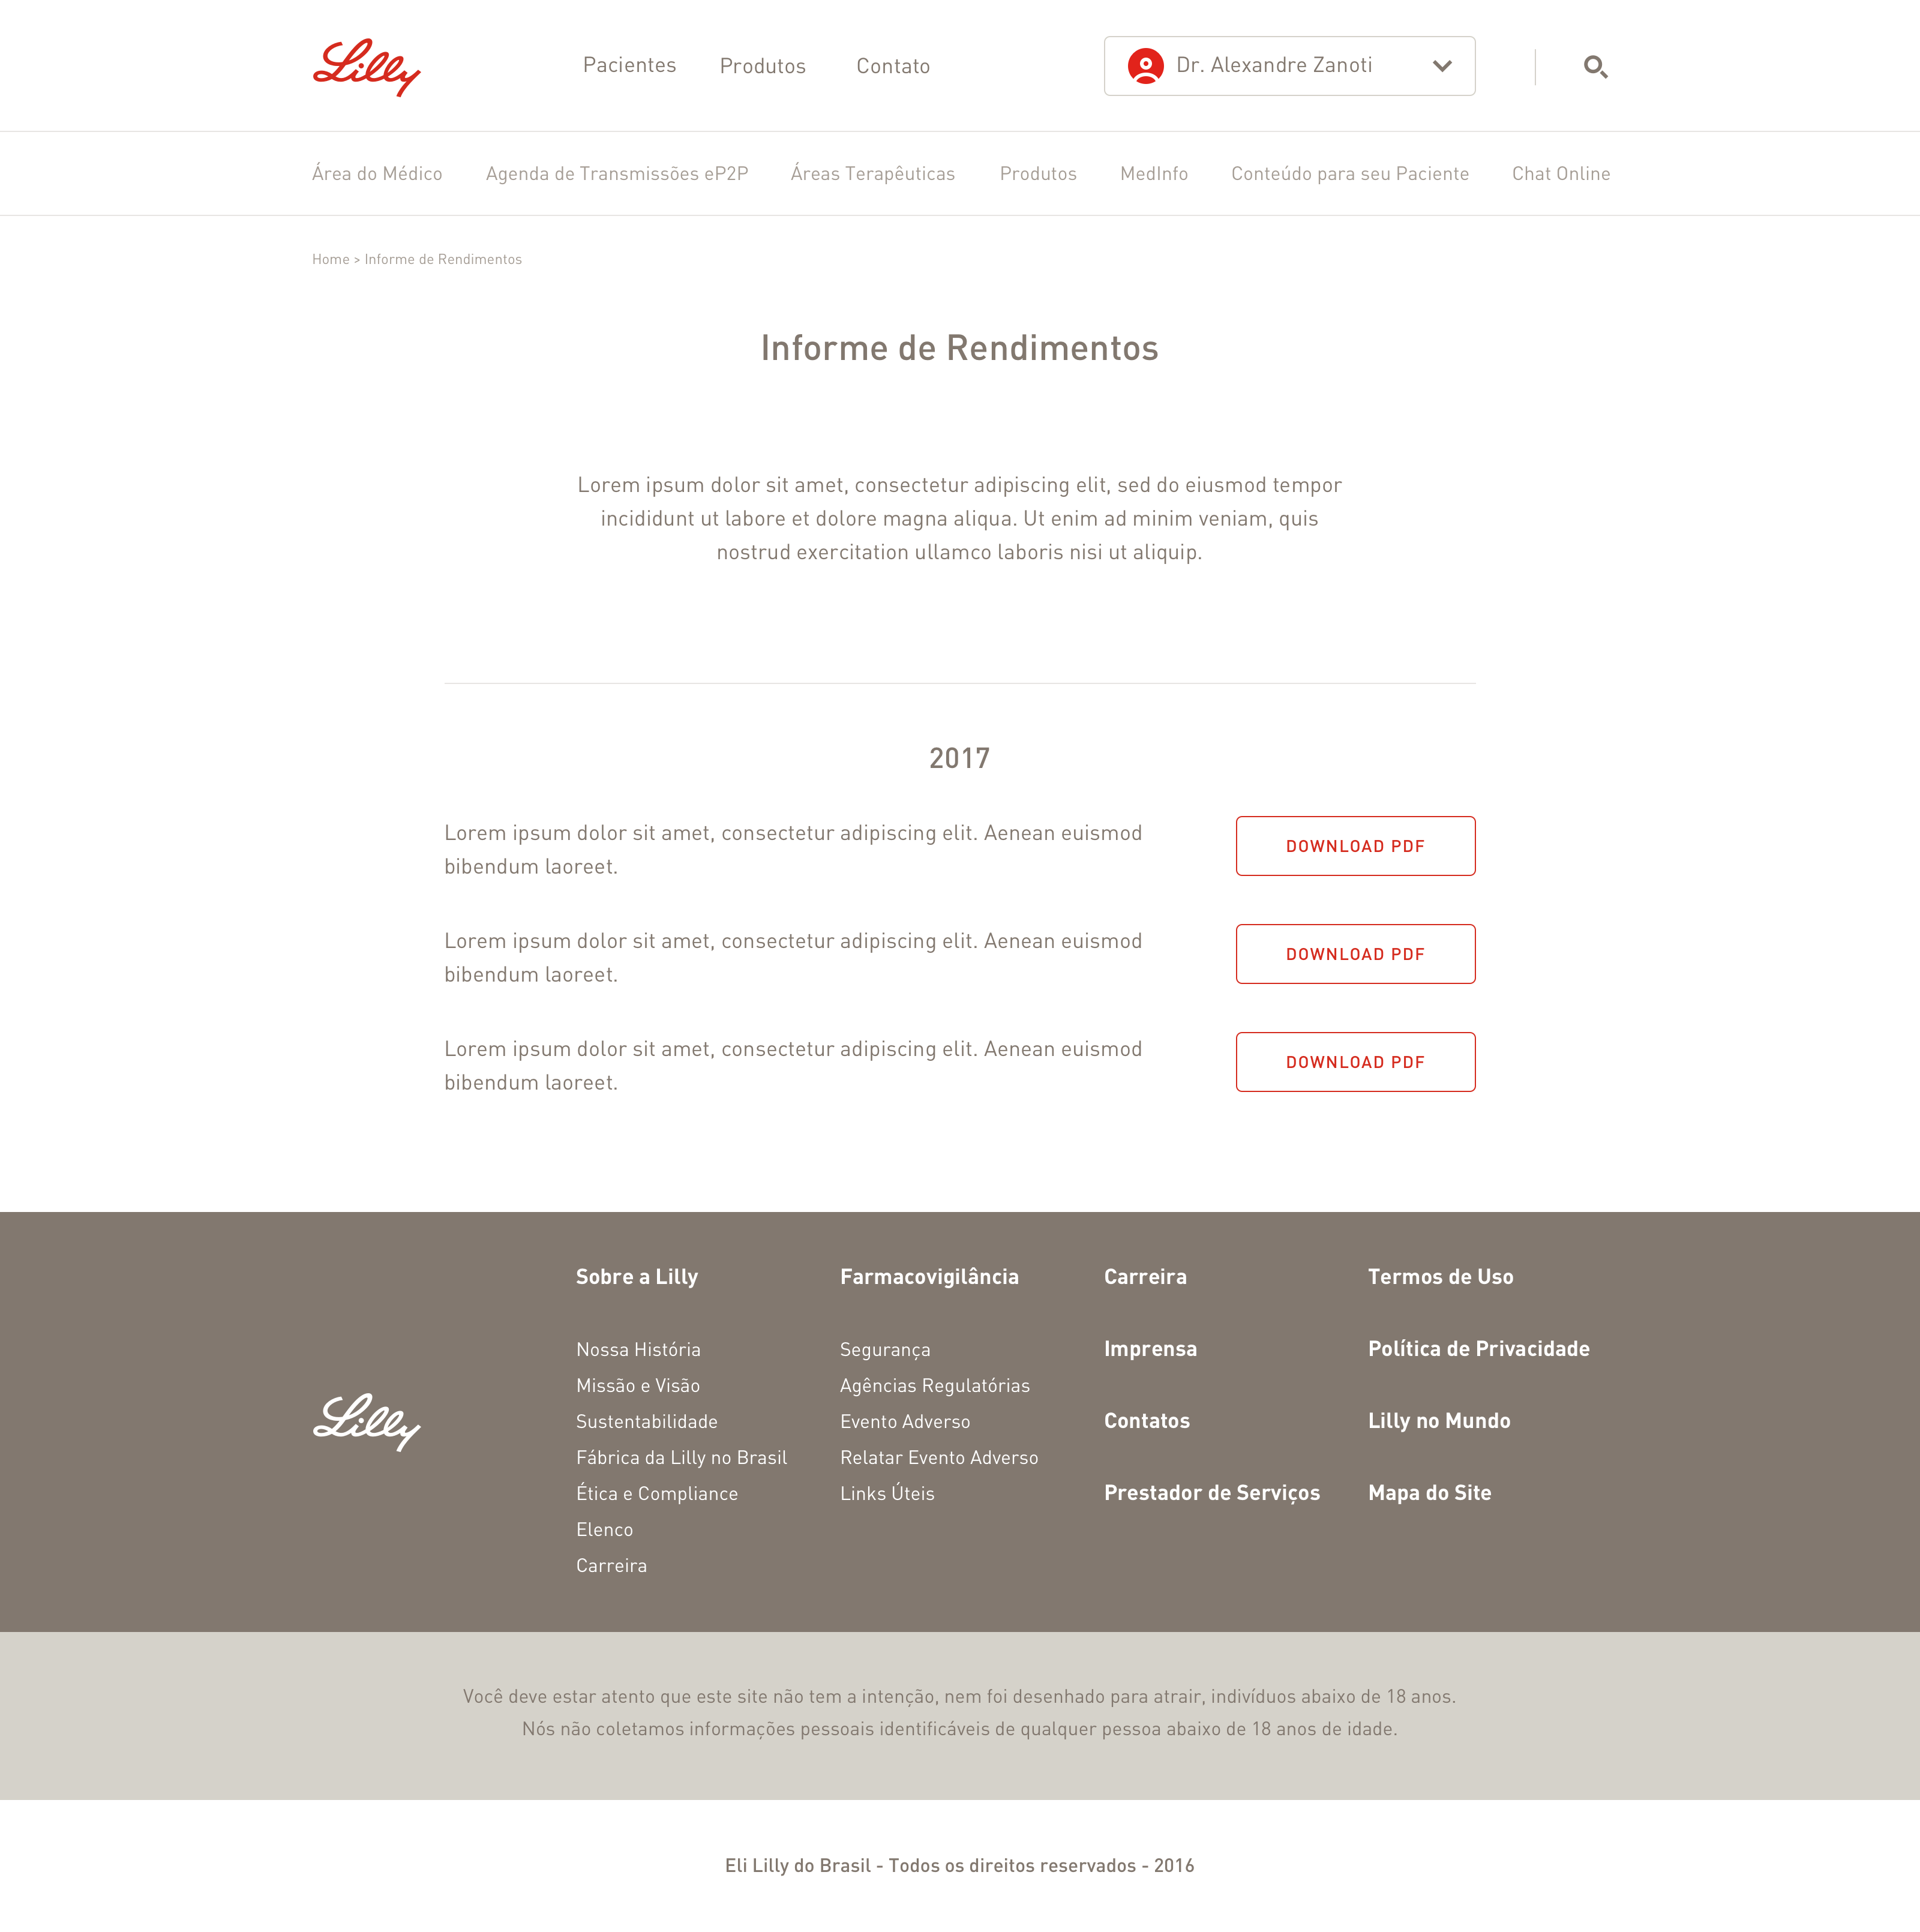 Lilly
Pacientes
Produtos
Contato
Dr. Alexandre Zanoti
Área do Médico
Agenda de Transmissões eP2P
Áreas Terapêuticas
Produtos
MedInfo
Conteúdo para seu Paciente
Chat Online
Home > Informe de Rendimentos
Informe de Rendimentos
Lorem ipsum dolor sit amet, consectetur adipiscing elit, sed do eiusmod tempor
incididunt ut labore et dolore magna aliqua. Ut enim ad minim veniam, quis
nostrud exercitation ullamco laboris nisi ut aliquip.
2017
Lorem ipsum dolor sit amet, consectetur adipiscing elit. Aenean euismod
bibendum laoreet.
DOWNLOAD PDF
Lorem ipsum dolor sit amet, consectetur adipiscing elit. Aenean euismod
bibendum laoreet.
DOWNLOAD PDF
Lorem ipsum dolor sit amet, consectetur adipiscing elit. Aenean euismod
bibendum laoreet.
DOWNLOAD PDF
Lilly
Sobre a Lilly
Nossa História
Missão e Visão
Sustentabilidade
Fábrica da Lilly no Brasil
Ética e Compliance
Elenco
Carreira
Farmacovigilância
Segurança
Agências Regulatórias
Evento Adverso
Relatar Evento Adverso
Links Úteis
Carreira
Imprensa
Contatos
Prestador de Serviços
Termos de Uso
Política de Privacidade
Lilly no Mundo
Mapa do Site
Você deve estar atento que este site não tem a intenção, nem foi desenhado para atrair, indivíduos abaixo de 18 anos.
Nós não coletamos informações pessoais identificáveis de qualquer pessoa abaixo de 18 anos de idade.
Eli Lilly do Brasil - Todos os direitos reservados - 2016